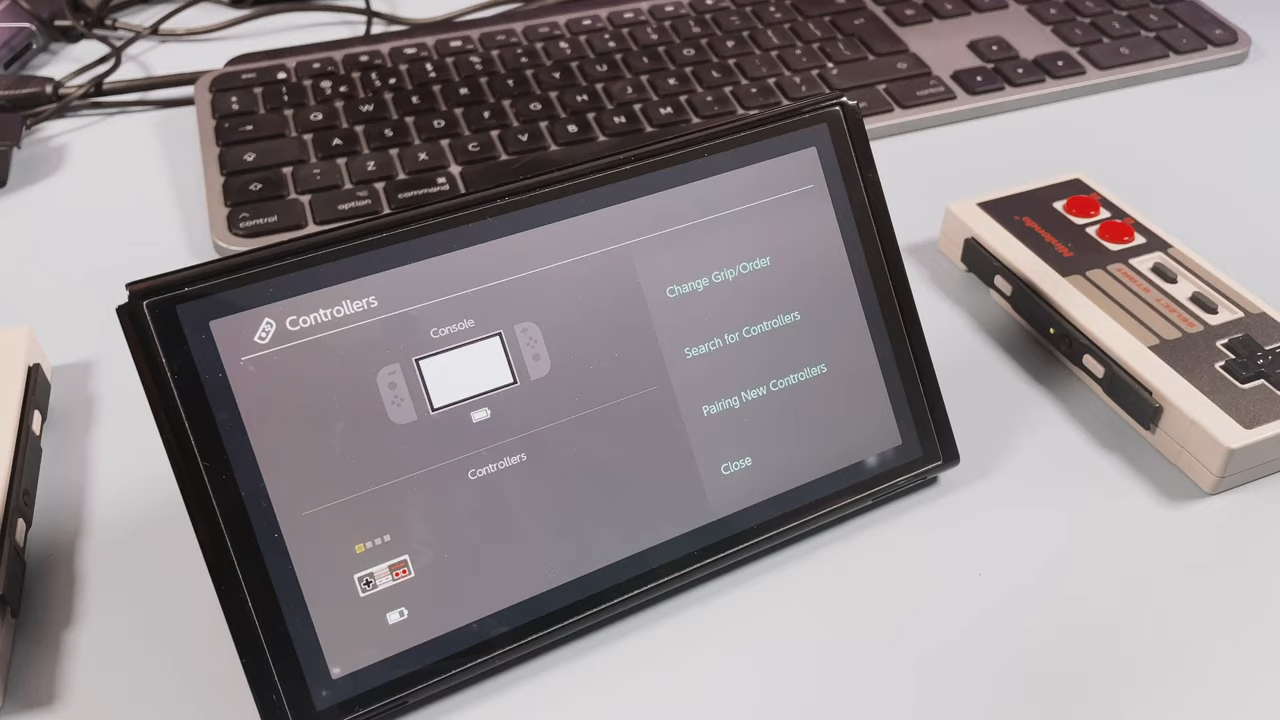 Controllers
Console
Controllers
Change Grip/Order
Search for Controllers
Pairing New Controllers
Close
Nintendo
SELECT START
Q W E R T Y U I O P
A S D F G H J K L
Z X C V B N M
control
option
command
control